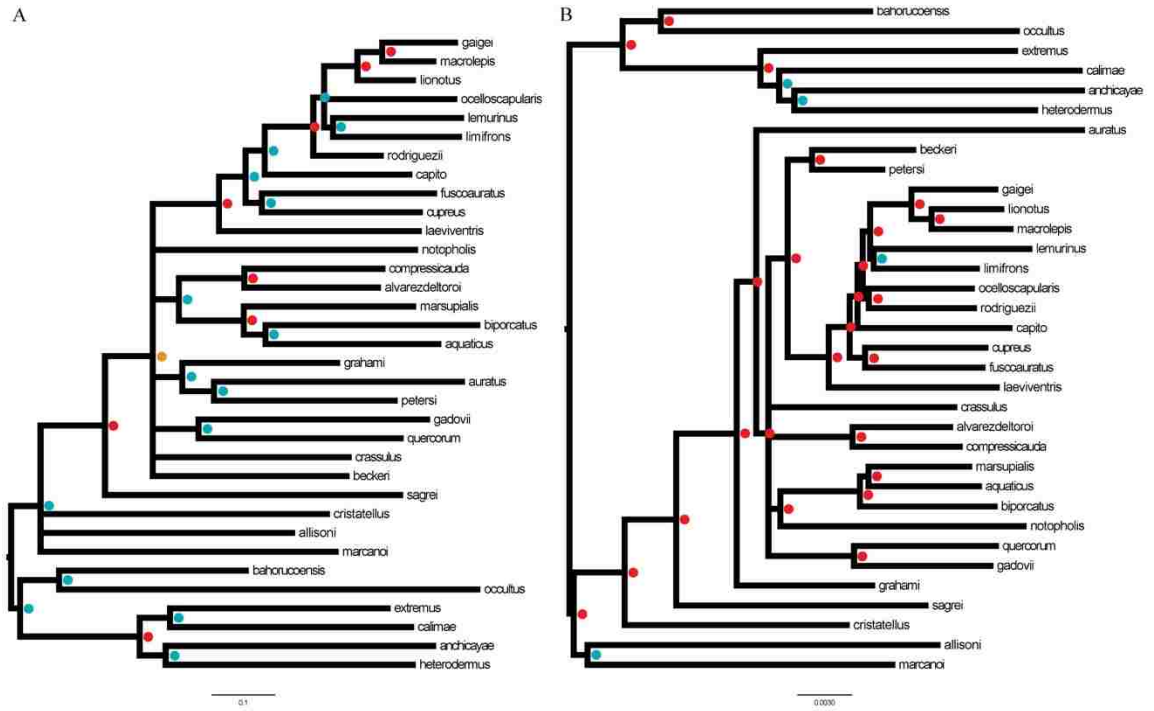 A
gaigei
macrolepis
lionotus
ocelloscapularis
lemurinus
limifrons
rodriguezii
capito
fuscoauratus
cupreus
laeviventris
notopholis
compressicauda
alvarezdeltoroi
marsupialis
biporcatus
aquaticus
grahami
auratus
petersi
gadovii
quercorum
crassulus
beckeri
sagrei
cristatellus
allisoni
marcanoi
bahorucoensis
occultus
extremus
calimae
anchicayae
heterodermus
0.1
B
bahorucoensis
occultus
extremus
calimae
anchicayae
heterodermus
auratus
beckeri
petersi
gaigei
lionotus
macrolepis
lemurinus
limifrons
ocelloscapularis
rodriguezii
capito
cupreus
fuscoauratus
laeviventris
crassulus
alvarezdeltoroi
compressicauda
marsupialis
aquaticus
biporcatus
notopholis
quercorum
gadovii
grahami
sagrei
cristatellus
allisoni
marcanoi
0.0030